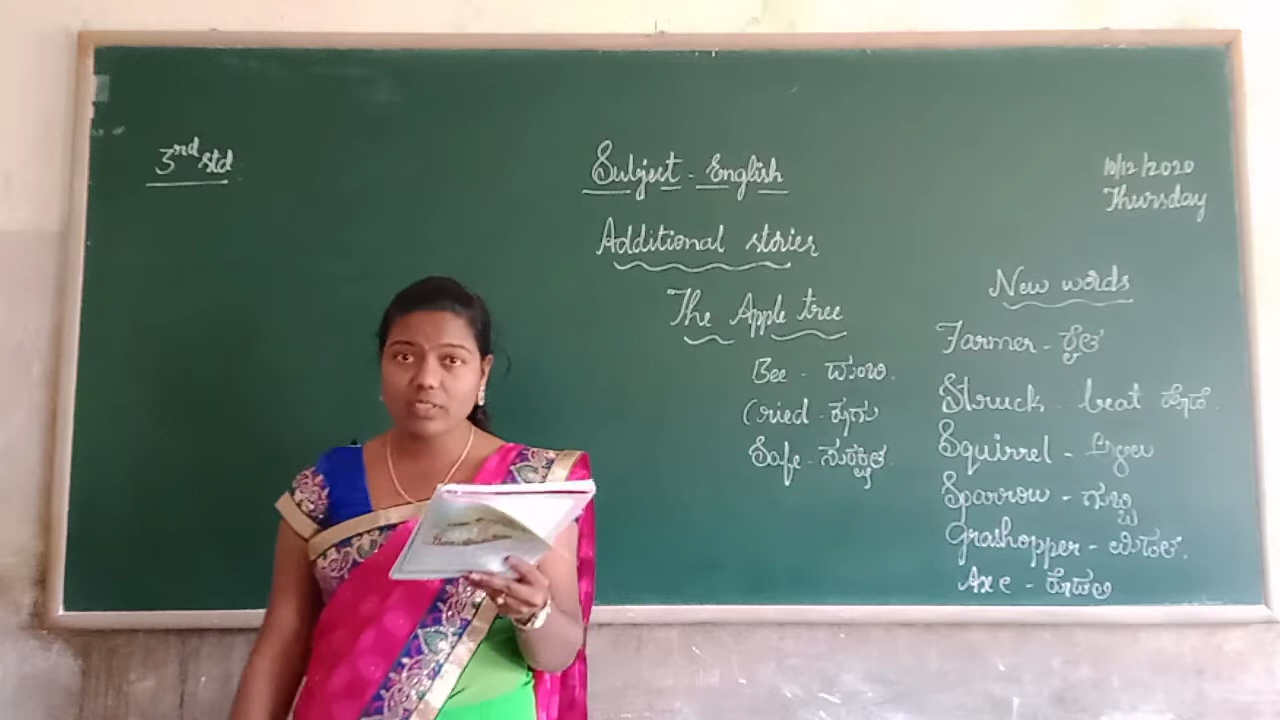 3rd std
Subject - English
10/12/2020
Thursday
Additional stories
The Apple tree
Bee - ದುಂಬಿ.
Cried - ಕೂಗು
Safe - ಸುರಕ್ಷಿತ
New words
Farmer - ರೈತ
Struck - beat ಹೊಡೆ.
Squirrel - ಅಳಿಲು
Sparrow - ಗುಬ್ಬಿ
Grashopper - ಮಿಡತೆ.
Axe - ಕೊಡಲಿ